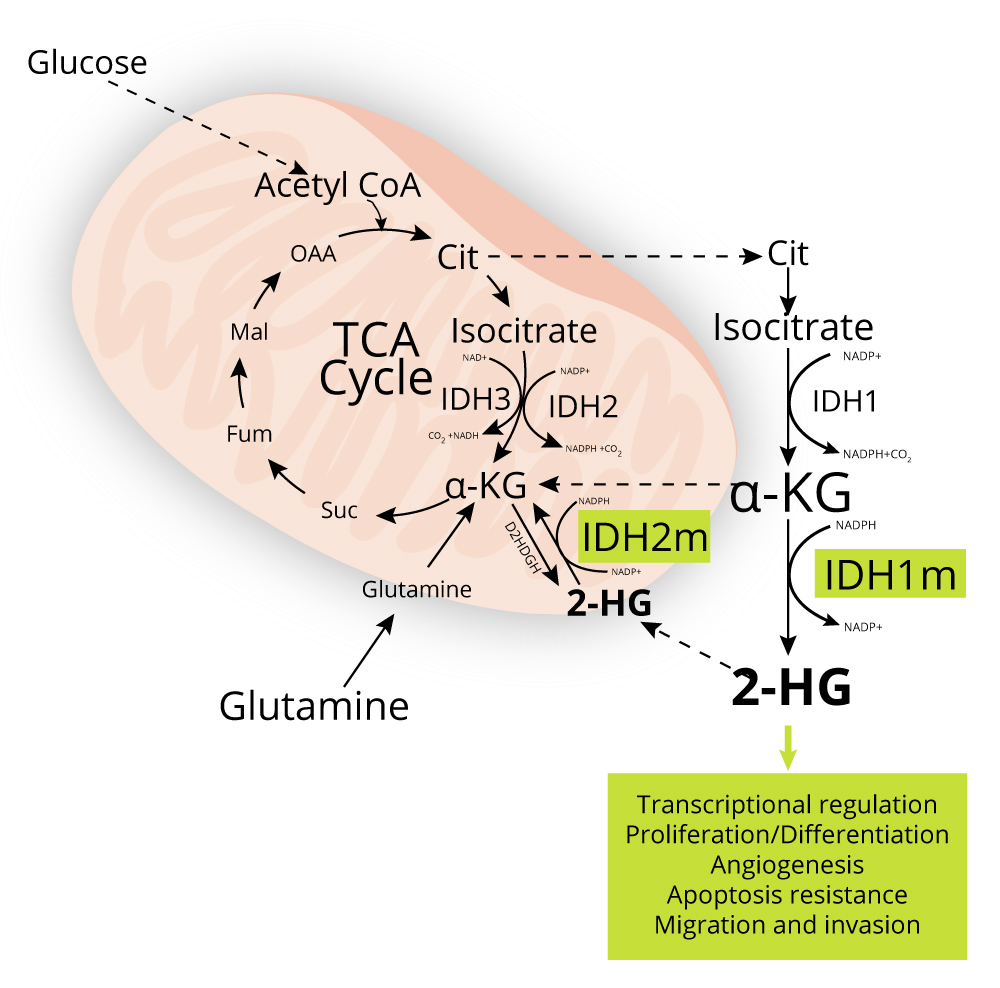 Glucose
Acetyl CoA
OAA
Cit
Cit
Mal
TCA
Cycle
Isocitrate
Isocitrate
NAD+
NADP+
NADP+
IDH3
IDH2
IDH1
Fum
CO2 +NADH
NADPH +CO2
NADPH+CO2
α-KG
α-KG
Suc
NADPH
NADPH
D2HDGH
IDH2m
IDH1m
NADP+
Glutamine
2-HG
NADP+
Glutamine
2-HG
Transcriptional regulation
Proliferation/Differentiation
Angiogenesis
Apoptosis resistance
Migration and invasion